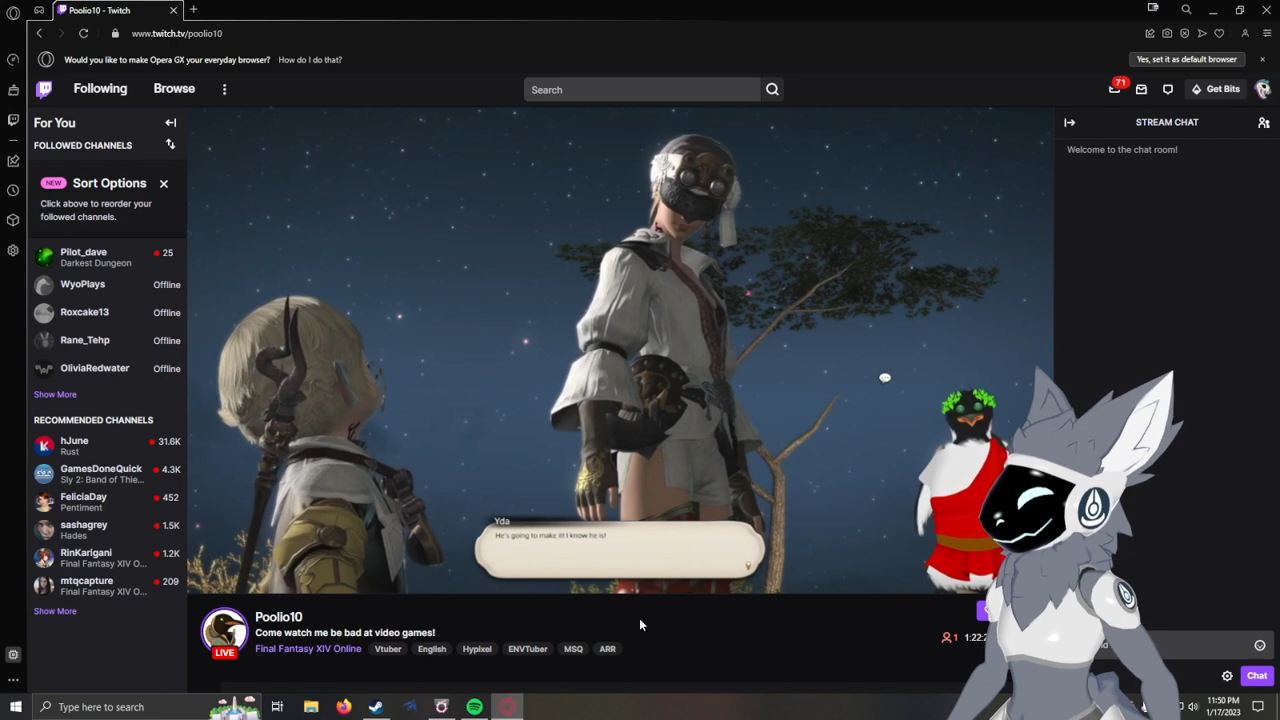 Poolio10 - Twitch
www.twitch.tv/poolio10
Would you like to make Opera GX your everyday browser? How do I do that?
Yes, set it as default browser
Following
Browse
Search
71
Get Bits
For You
FOLLOWED CHANNELS
NEW Sort Options
Click above to reorder your
followed channels.
Pilot_dave 25
Darkest Dungeon
WyoPlays Offline
Roxcake13 Offline
Rane_Tehp Offline
OliviaRedwater Offline
Show More
RECOMMENDED CHANNELS
hJune 31.6K
Rust
GamesDoneQuick 4.3K
Sly 2: Band of Thie...
FeliciaDay 452
Pentiment
sashagrey 1.5K
Hades
RinKarigani 1.2K
Final Fantasy XIV O...
mtqcapture 209
Final Fantasy XIV O...
Show More
Yda
He's going to make it! I know he is!
STREAM CHAT
Welcome to the chat room!
Poolio10
Come watch me be bad at video games!
Final Fantasy XIV Online Vtuber English Hypixel ENVTuber MSQ ARR
LIVE
1
Chat
Type here to search
11:50 PM
1/17/2023